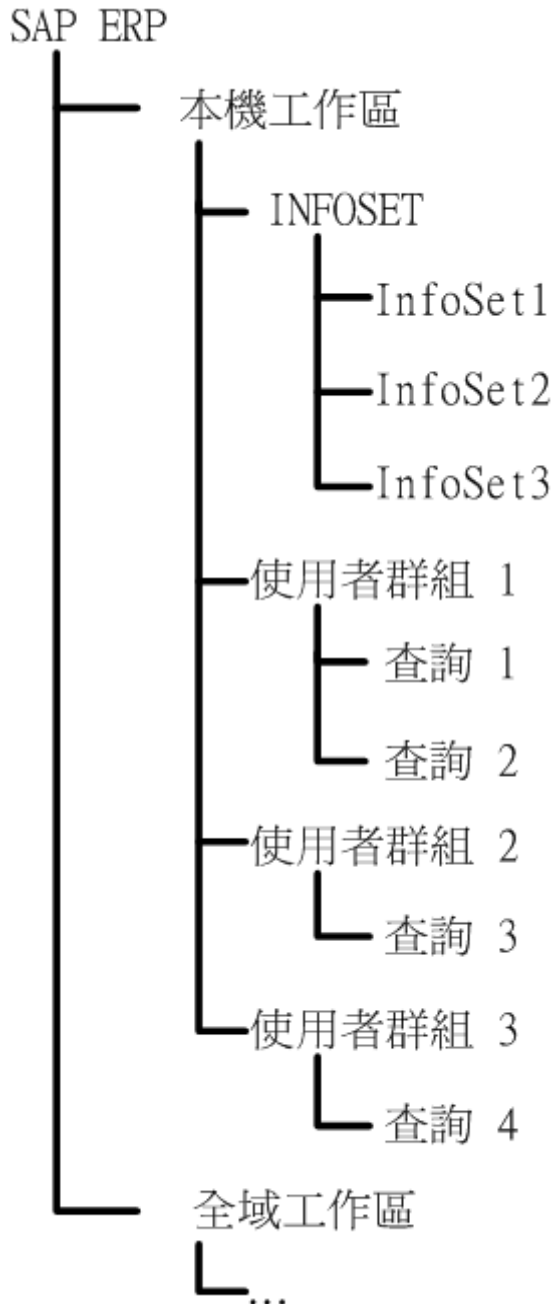 SAP ERP
本機工作區
INFOSET
InfoSet1
InfoSet2
InfoSet3
使用者群組 1
查詢 1
查詢 2
使用者群組 2
查詢 3
使用者群組 3
查詢 4
全域工作區
...